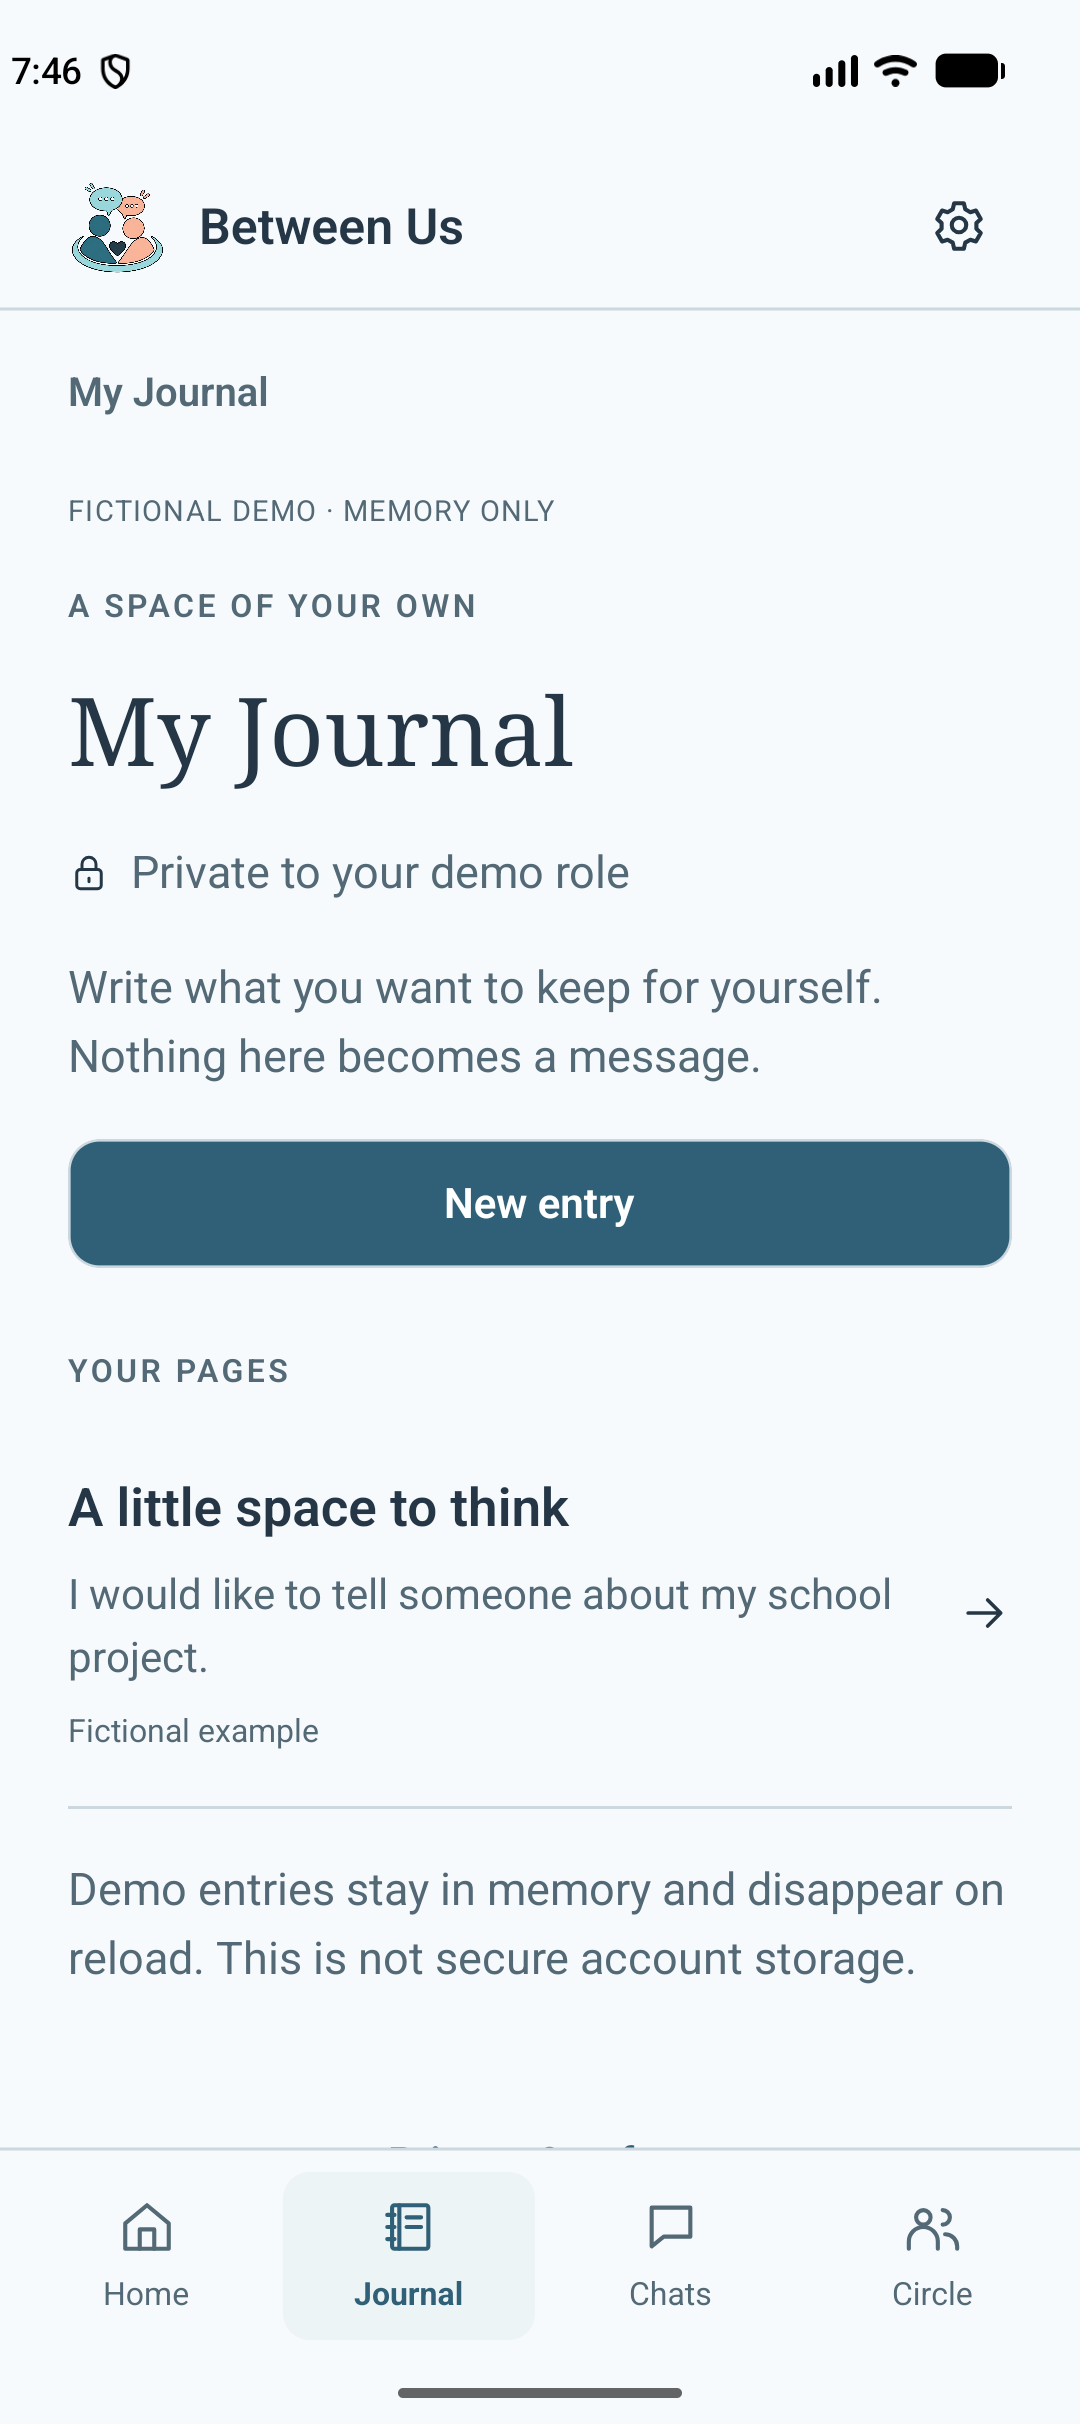 7:46
Between Us
My Journal
FICTIONAL DEMO · MEMORY ONLY
A SPACE OF YOUR OWN
My Journal
Private to your demo role
Write what you want to keep for yourself.
Nothing here becomes a message.
New entry
YOUR PAGES
A little space to think
I would like to tell someone about my school
project.
Fictional example
Demo entries stay in memory and disappear on
reload. This is not secure account storage.
Home
Journal
Chats
Circle